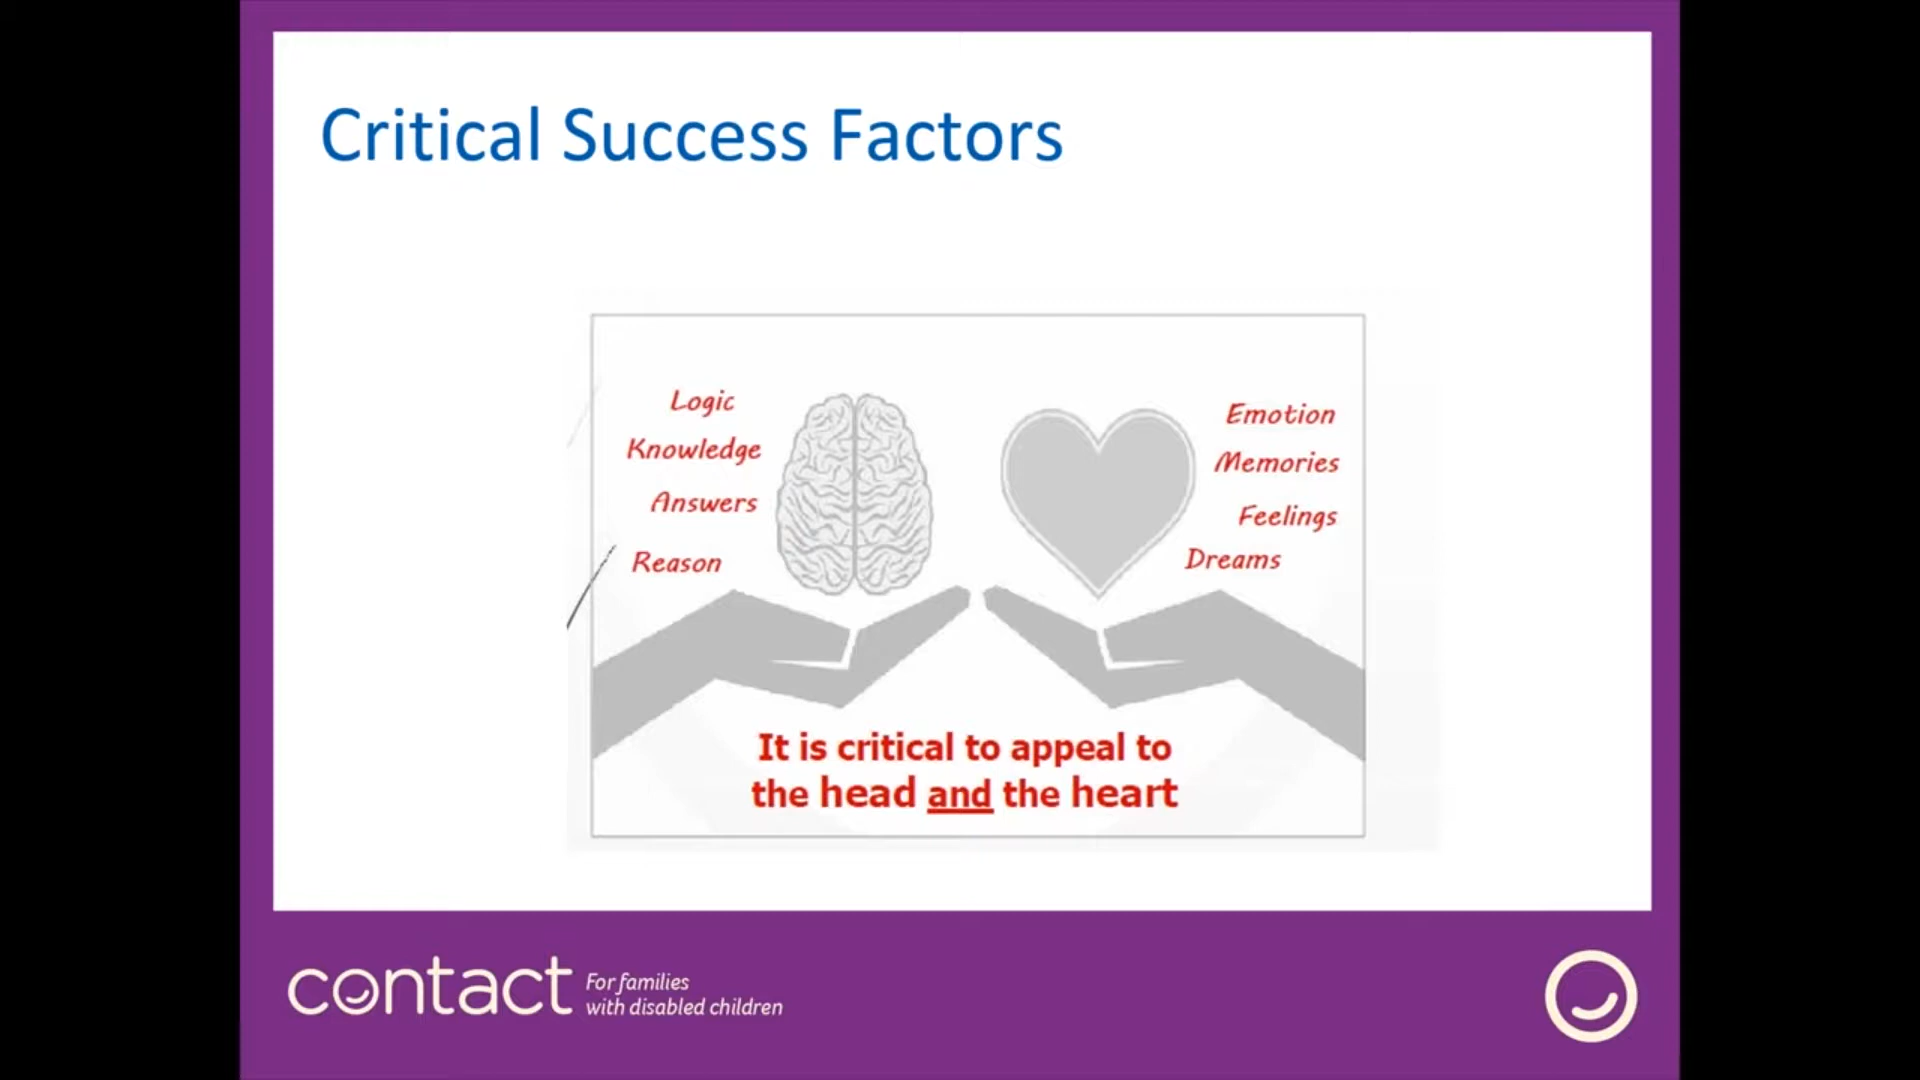 Critical Success Factors
Logic
Knowledge
Answers
Reason
Emotion
Memories
Feelings
Dreams
It is critical to appeal to
the head and the heart
contact
For families
with disabled children